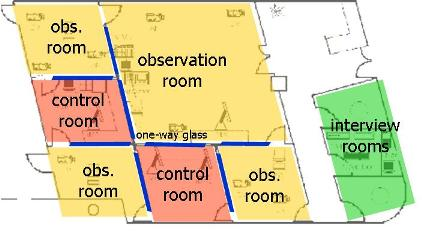 obs.
room
observation
room
control
room
one-way glass
interview
rooms
obs.
room
control
room
obs.
room